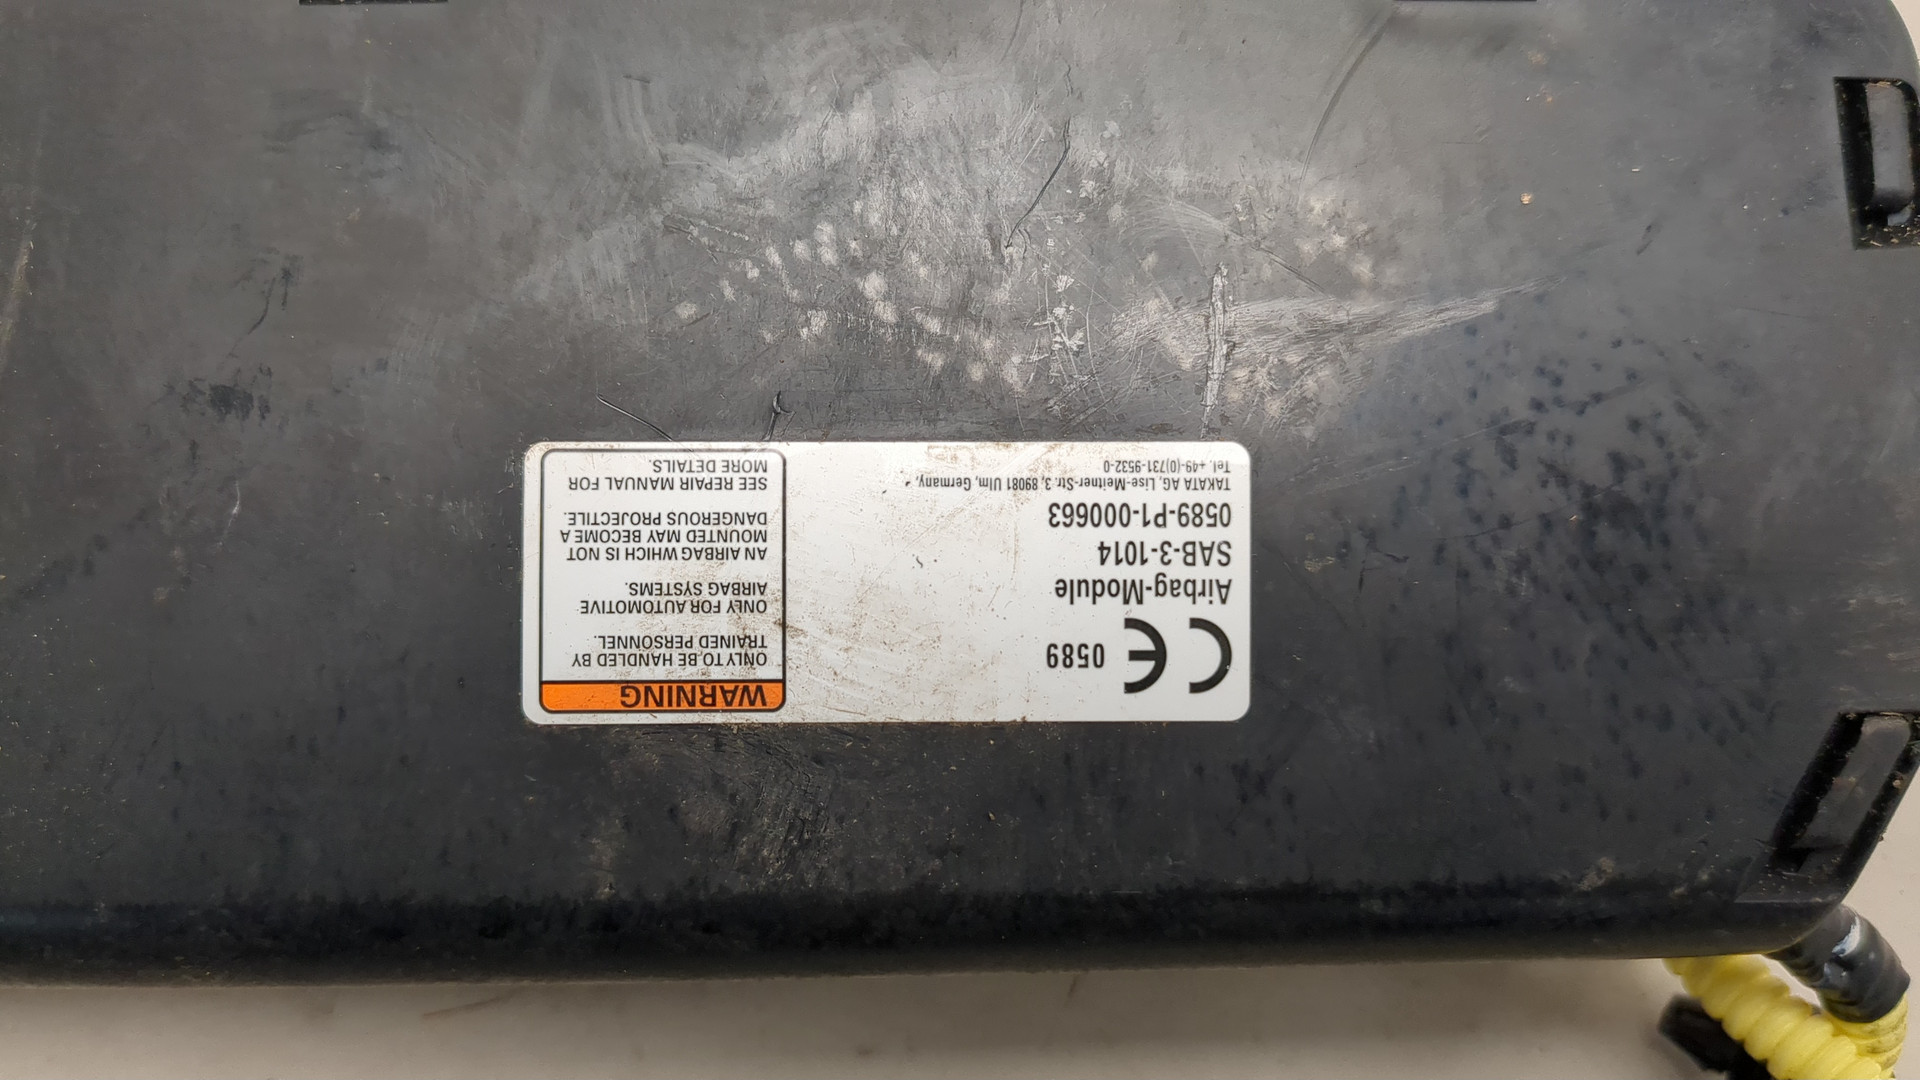 CE 0589
Airbag-Module
SAB-3-1014
0589-P1-000663
TAKATA AG, Lise-Meitner-Str. 3, 89081 Ulm, Germany,
Tel. +49-(0)731-9532-0
WARNING
ONLY TO BE HANDLED BY
TRAINED PERSONNEL.
ONLY FOR AUTOMOTIVE
AIRBAG SYSTEMS.
AN AIRBAG WHICH IS NOT
MOUNTED MAY BECOME A
DANGEROUS PROJECTILE.
SEE REPAIR MANUAL FOR
MORE DETAILS.